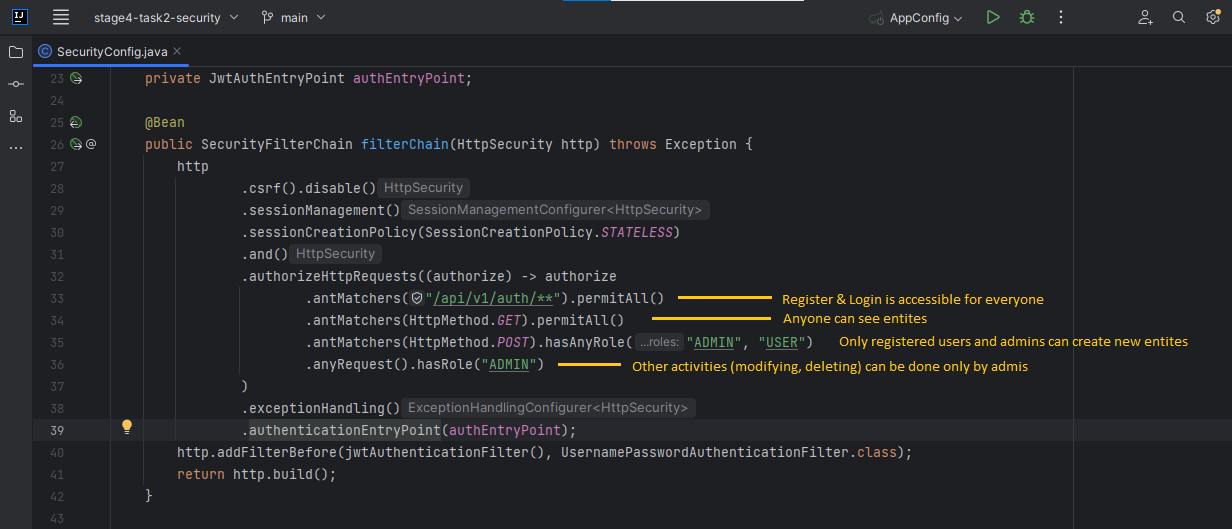 stage4-task2-security main AppConfig
SecurityConfig.java
23 private JwtAuthEntryPoint authEntryPoint;
24
25 @Bean
26 public SecurityFilterChain filterChain(HttpSecurity http) throws Exception {
27 http
28 .csrf().disable() HttpSecurity
29 .sessionManagement() SessionManagementConfigurer<HttpSecurity>
30 .sessionCreationPolicy(SessionCreationPolicy.STATELESS)
31 .and() HttpSecurity
32 .authorizeHttpRequests((authorize) -> authorize
33 .antMatchers("/api/v1/auth/**").permitAll() Register & Login is accessible for everyone
34 .antMatchers(HttpMethod.GET).permitAll() Anyone can see entites
35 .antMatchers(HttpMethod.POST).hasAnyRole( ...roles: "ADMIN", "USER") Only registered users and admins can create new entites
36 .anyRequest().hasRole("ADMIN") Other activities (modifying, deleting) can be done only by admis
37 )
38 .exceptionHandling() ExceptionHandlingConfigurer<HttpSecurity>
39 .authenticationEntryPoint(authEntryPoint);
40 http.addFilterBefore(jwtAuthenticationFilter(), UsernamePasswordAuthenticationFilter.class);
41 return http.build();
42 }
43